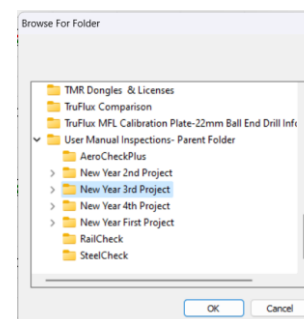 Browse For Folder
TMR Dongles & Licenses
TruFlux Comparison
TruFlux MFL Calibration Plate-22mm Ball End Drill Info
User Manual Inspections- Parent Folder
AeroCheckPlus
New Year 2nd Project
New Year 3rd Project
New Year 4th Project
New Year First Project
RailCheck
SteelCheck
OK
Cancel